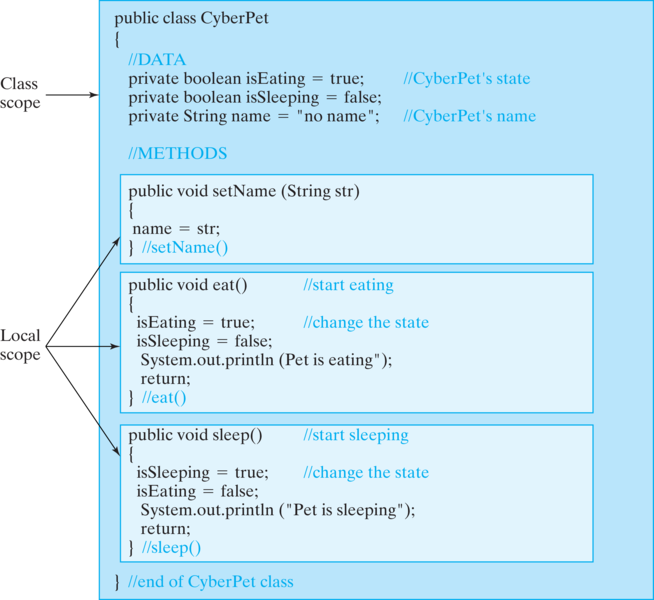 public class CyberPet
{
//DATA
private boolean isEating = true; //CyberPet's state
private boolean isSleeping = false;
private String name = "no name"; //CyberPet's name
//METHODS
Class
scope
public void setName (String str)
{
name = str;
} //setName()
public void eat() //start eating
{
isEating = true; //change the state
isSleeping = false;
System.out.println (Pet is eating");
return;
} //eat()
Local
scope
public void sleep() //start sleeping
{
isSleeping = true; //change the state
isEating = false;
System.out.println ("Pet is sleeping");
return;
} //sleep()
} //end of CyberPet class